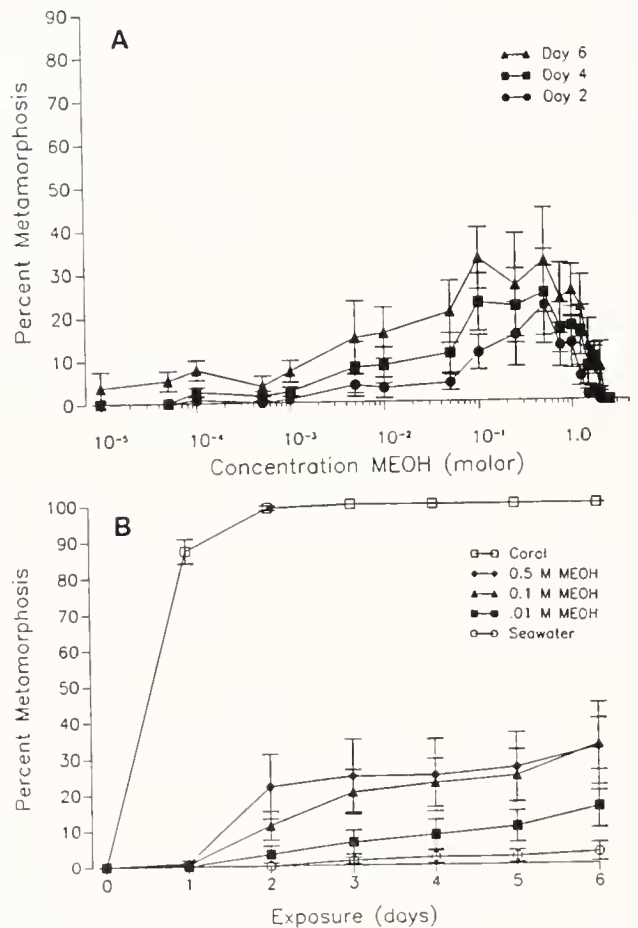 A
90
80
70
60
50
40
30
20
10
0
Percent Metamorphosis
Day 6
Day 4
Day 2
10⁻⁵ 10⁻⁴ 10⁻³ 10⁻² 10⁻¹ 1.0
Concentration MEOH (molar)
B
100
90
80
70
60
50
40
30
20
10
0
Percent Metamorphosis
Coral
0.5 M MEOH
0.1 M MEOH
.01 M MEOH
Seawater
0 1 2 3 4 5 6
Exposure (days)